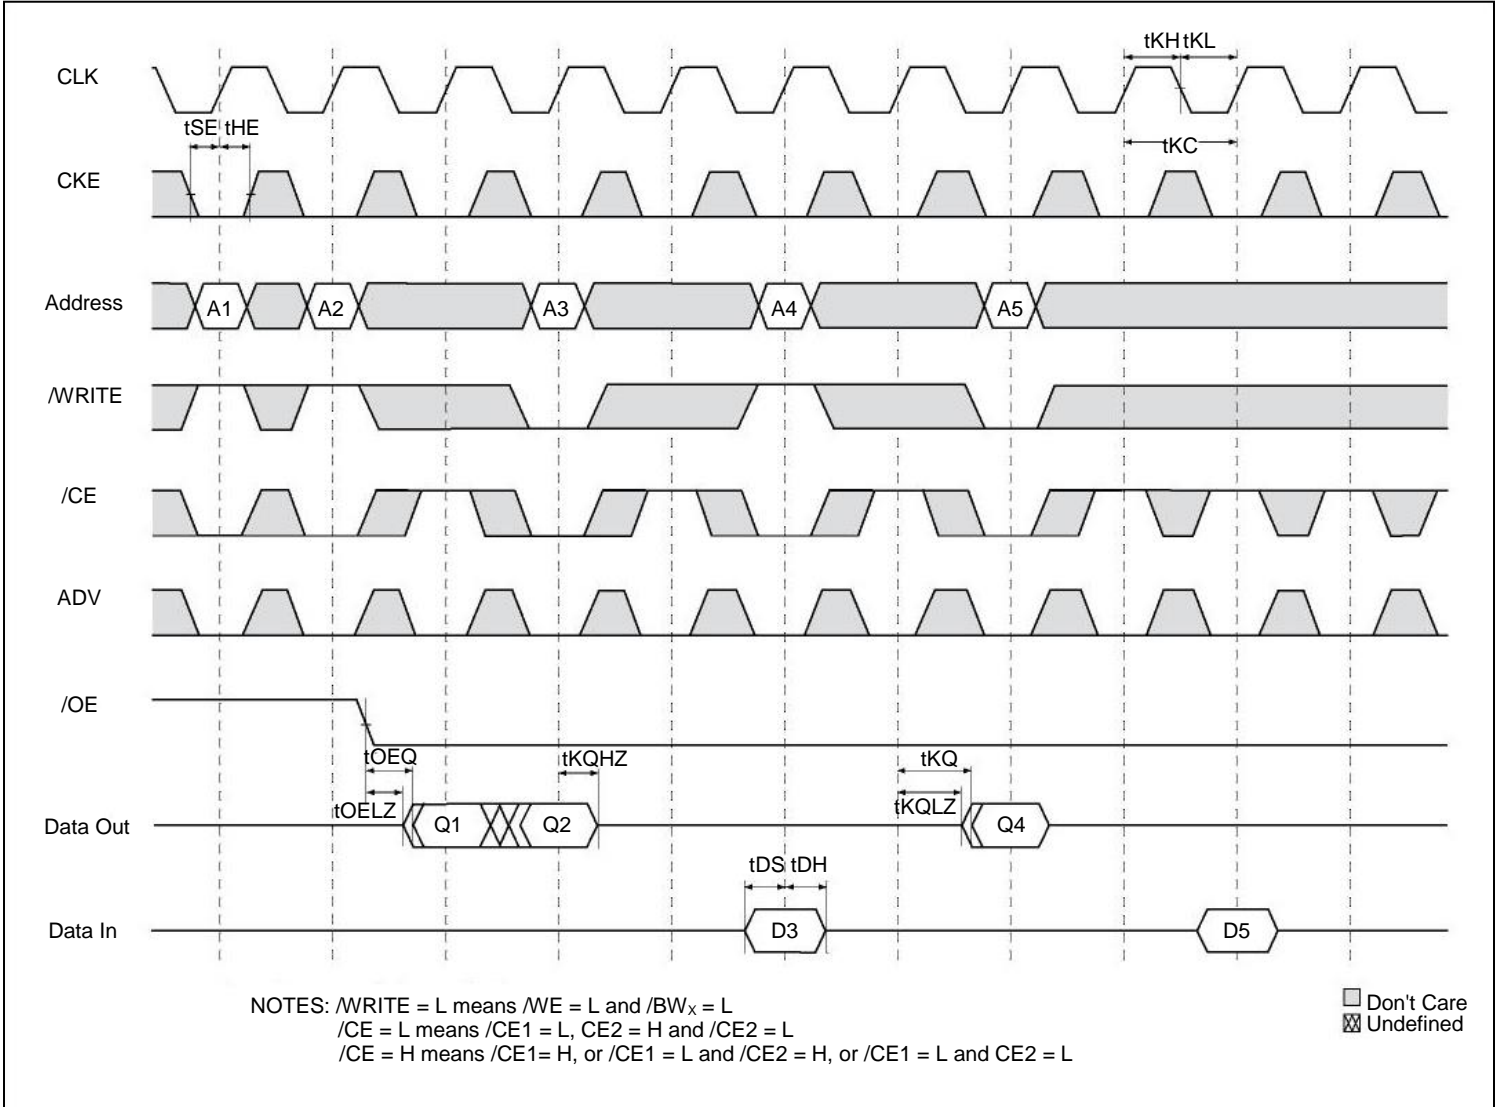 tKH tKL
CLK
tSE tHE
tKC
CKE
Address
A1
A2
A3
A4
A5
/WRITE
/CE
ADV
/OE
tOEQ
tKQHZ
tKQ
tOELZ
tKQLZ
Data Out
Q1
Q2
Q4
tDS tDH
Data In
D3
D5
NOTES: /WRITE = L means /WE = L and /BWX = L
/CE = L means /CE1 = L, CE2 = H and /CE2 = L
/CE = H means /CE1= H, or /CE1 = L and /CE2 = H, or /CE1 = L and CE2 = L
Don't Care
Undefined